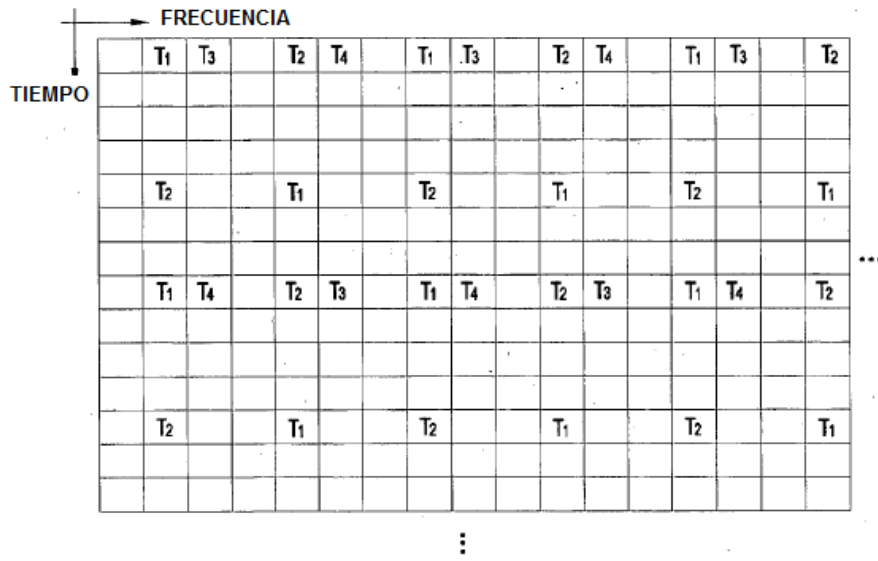 FRECUENCIA
TIEMPO
T1 T3 T2 T4 T1 T3 T2 T4 T1 T3 T2
T2 T1 T2 T1 T2 T1
...
T1 T4 T2 T3 T1 T4 T2 T3 T1 T4 T2
T2 T1 T2 T1 T2 T1
...